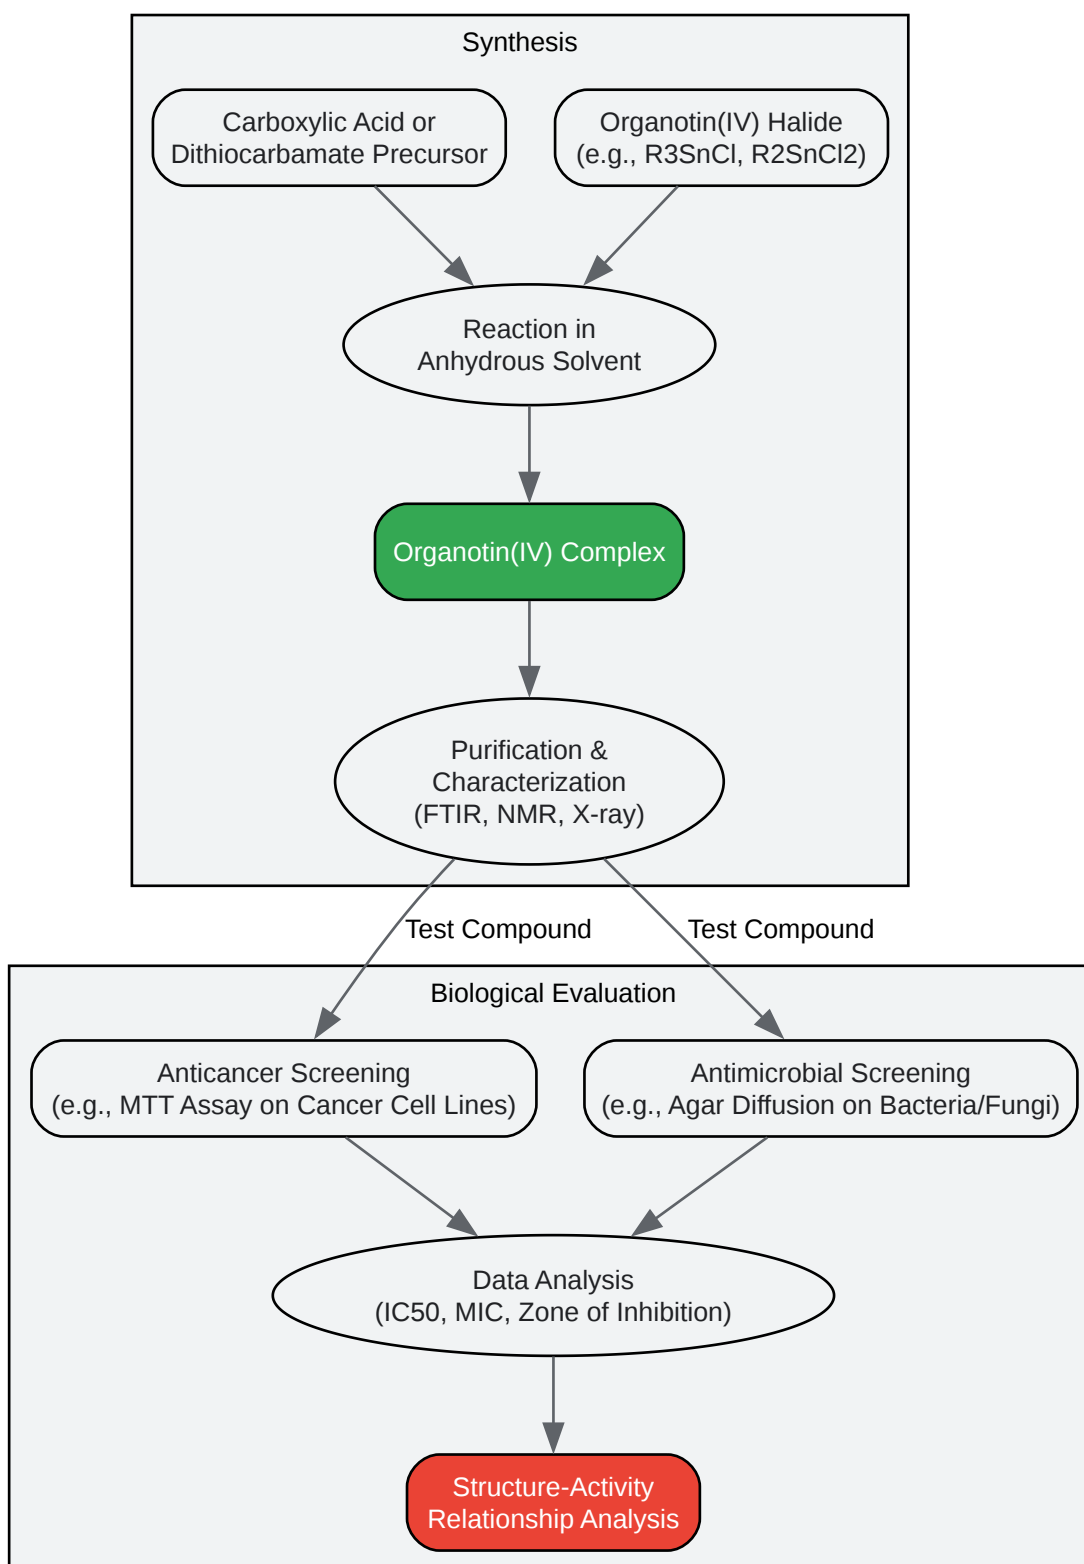 Synthesis
Carboxylic Acid or
Dithiocarbamate Precursor
Organotin(IV) Halide
(e.g., R3SnCl, R2SnCl2)
Reaction in
Anhydrous Solvent
Organotin(IV) Complex
Purification &
Characterization
(FTIR, NMR, X-ray)
Test Compound
Test Compound
Biological Evaluation
Anticancer Screening
(e.g., MTT Assay on Cancer Cell Lines)
Antimicrobial Screening
(e.g., Agar Diffusion on Bacteria/Fungi)
Data Analysis
(IC50, MIC, Zone of Inhibition)
Structure-Activity
Relationship Analysis